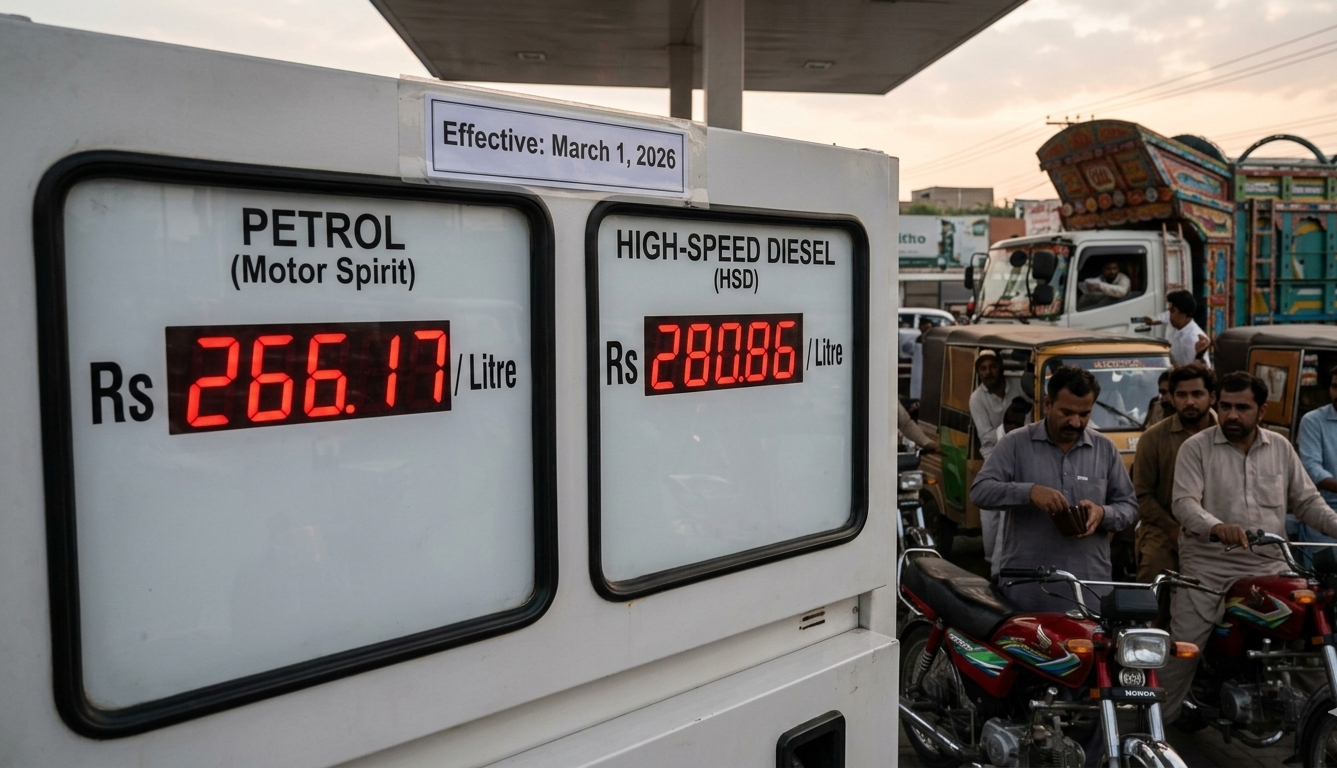 Effective: March 1, 2026
PETROL
(Motor Spirit)
Rs 266.17 / Litre
HIGH-SPEED DIESEL
(HSD)
Rs 280.86 / Litre